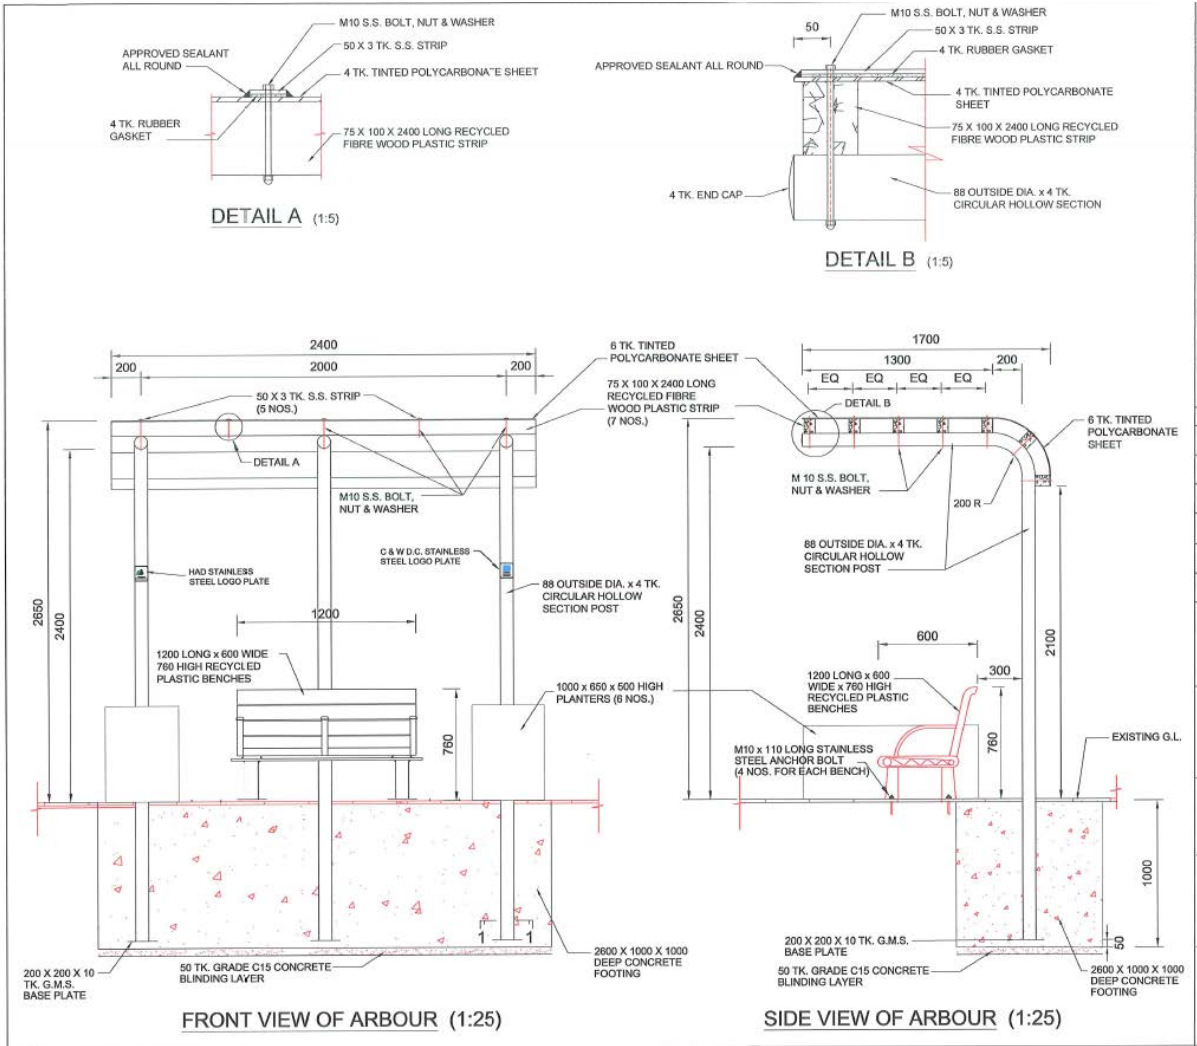 M10 S.S. BOLT, NUT & WASHER
50 X 3 TK. S.S. STRIP
APPROVED SEALANT
ALL ROUND
4 TK. TINTED POLYCARBONATE SHEET
4 TK. RUBBER
GASKET
75 X 100 X 2400 LONG RECYCLED
FIBRE WOOD PLASTIC STRIP
DETAIL A (1:5)
M10 S.S. BOLT, NUT & WASHER
50
50 X 3 TK. S.S. STRIP
4 TK. RUBBER GASKET
APPROVED SEALANT ALL ROUND
4 TK. TINTED POLYCARBONATE
SHEET
75 X 100 X 2400 LONG RECYCLED
FIBRE WOOD PLASTIC STRIP
4 TK. END CAP
88 OUTSIDE DIA. x 4 TK.
CIRCULAR HOLLOW SECTION
DETAIL B (1:5)
2400
200
2000
200
6 TK. TINTED
POLYCARBONATE SHEET
50 X 3 TK. S.S. STRIP
(5 NOS.)
75 X 100 X 2400 LONG
RECYCLED FIBRE
WOOD PLASTIC STRIP
(7 NOS.)
DETAIL A
M10 S.S. BOLT,
NUT & WASHER
HAD STAINLESS
STEEL LOGO PLATE
C & W D.C. STAINLESS
STEEL LOGO PLATE
88 OUTSIDE DIA. x 4 TK.
CIRCULAR HOLLOW
SECTION POST
2650
2400
1200
1200 LONG x 600 WIDE
760 HIGH RECYCLED
PLASTIC BENCHES
1000 x 650 x 500 HIGH
PLANTERS (6 NOS.)
760
1
1
200 X 200 X 10
TK. G.M.S.
BASE PLATE
50 TK. GRADE C15 CONCRETE
BLINDING LAYER
2600 X 1000 X 1000
DEEP CONCRETE
FOOTING
FRONT VIEW OF ARBOUR (1:25)
1700
1300
200
EQ
EQ
EQ
EQ
DETAIL B
6 TK. TINTED
POLYCARBONATE
SHEET
M 10 S.S. BOLT,
NUT & WASHER
200 R
88 OUTSIDE DIA. x 4 TK.
CIRCULAR HOLLOW
SECTION POST
2650
2400
2100
600
300
1200 LONG x 600
WIDE x 760 HIGH
RECYCLED PLASTIC
BENCHES
760
EXISTING G.L.
M10 x 110 LONG STAINLESS
STEEL ANCHOR BOLT
(4 NOS. FOR EACH BENCH)
1000
50
200 X 200 X 10 TK. G.M.S.
BASE PLATE
50 TK. GRADE C15 CONCRETE
BLINDING LAYER
2600 X 1000 X 1000
DEEP CONCRETE
FOOTING
SIDE VIEW OF ARBOUR (1:25)